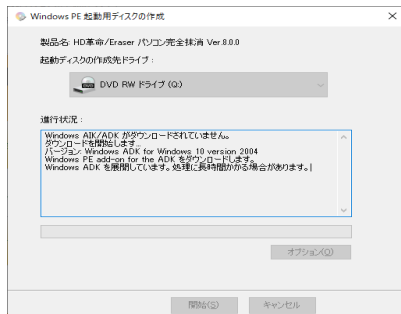 Windows PE 起動用ディスクの作成
製品名: HD革命/Eraser パソコン完全抹消 Ver.8.0.0
起動ディスクの作成先ドライブ:
DVD RW ドライブ (Q:)
進行状況:
Windows AIK/ADK がダウンロードされていません。
ダウンロードを開始します...
バージョン: Windows ADK for Windows 10 version 2004
Windows PE add-on for the ADK をダウンロードします。
Windows ADK を展開しています。処理に長時間かかる場合があります。
オプション(O)
開始(S)
キャンセル